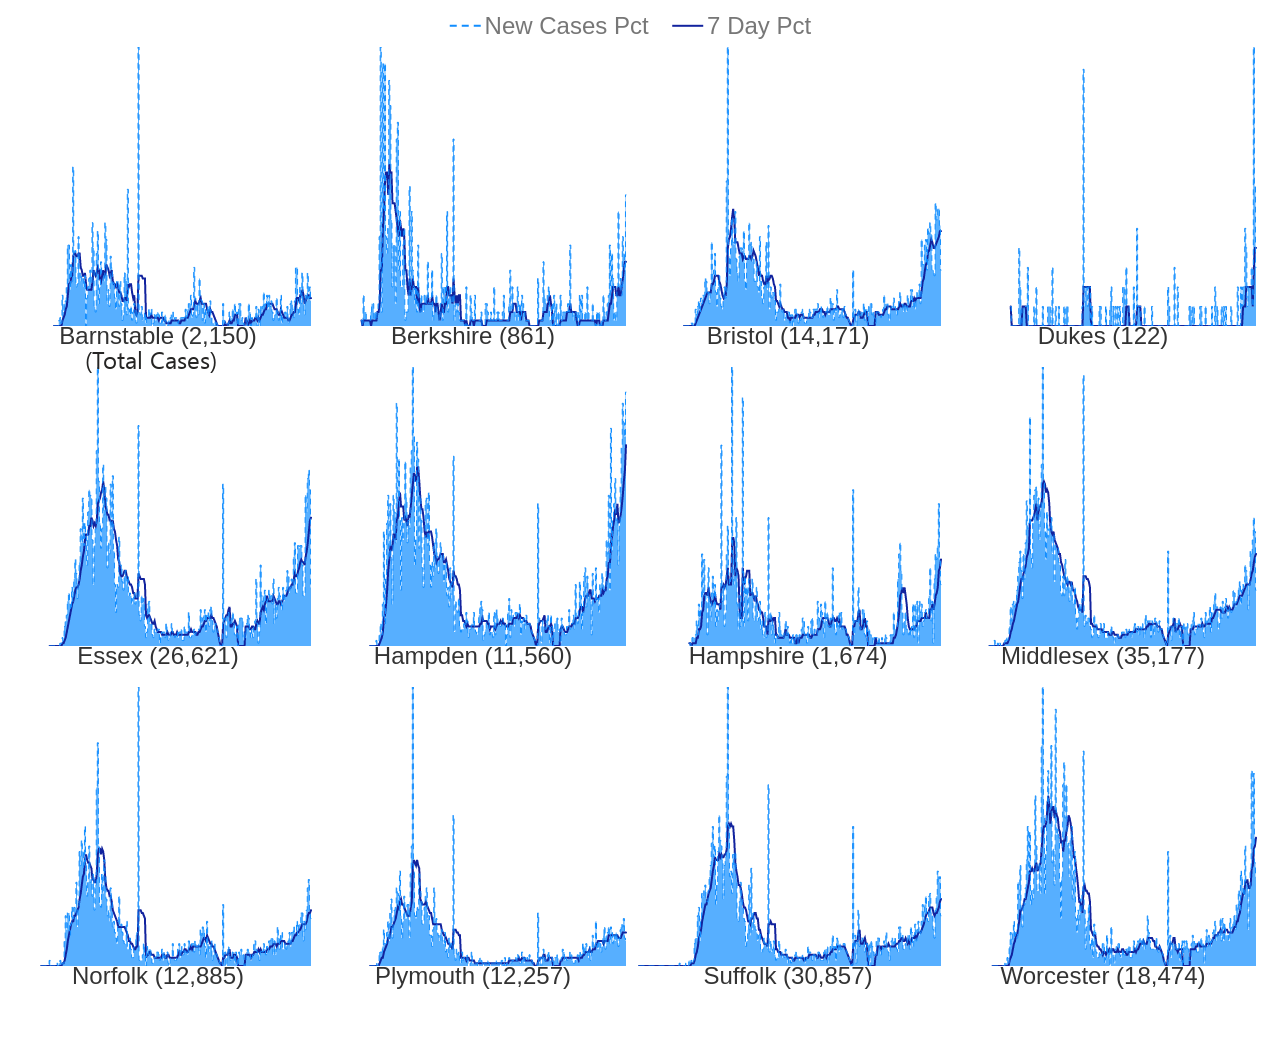 New Cases Pct 7 Day Pct
Barnstable (2,150) Berkshire (861) Bristol (14,171) Dukes (122)
(Total Cases)
Essex (26,621) Hampden (11,560) Hampshire (1,674) Middlesex (35,177)
Norfolk (12,885) Plymouth (12,257) Suffolk (30,857) Worcester (18,474)